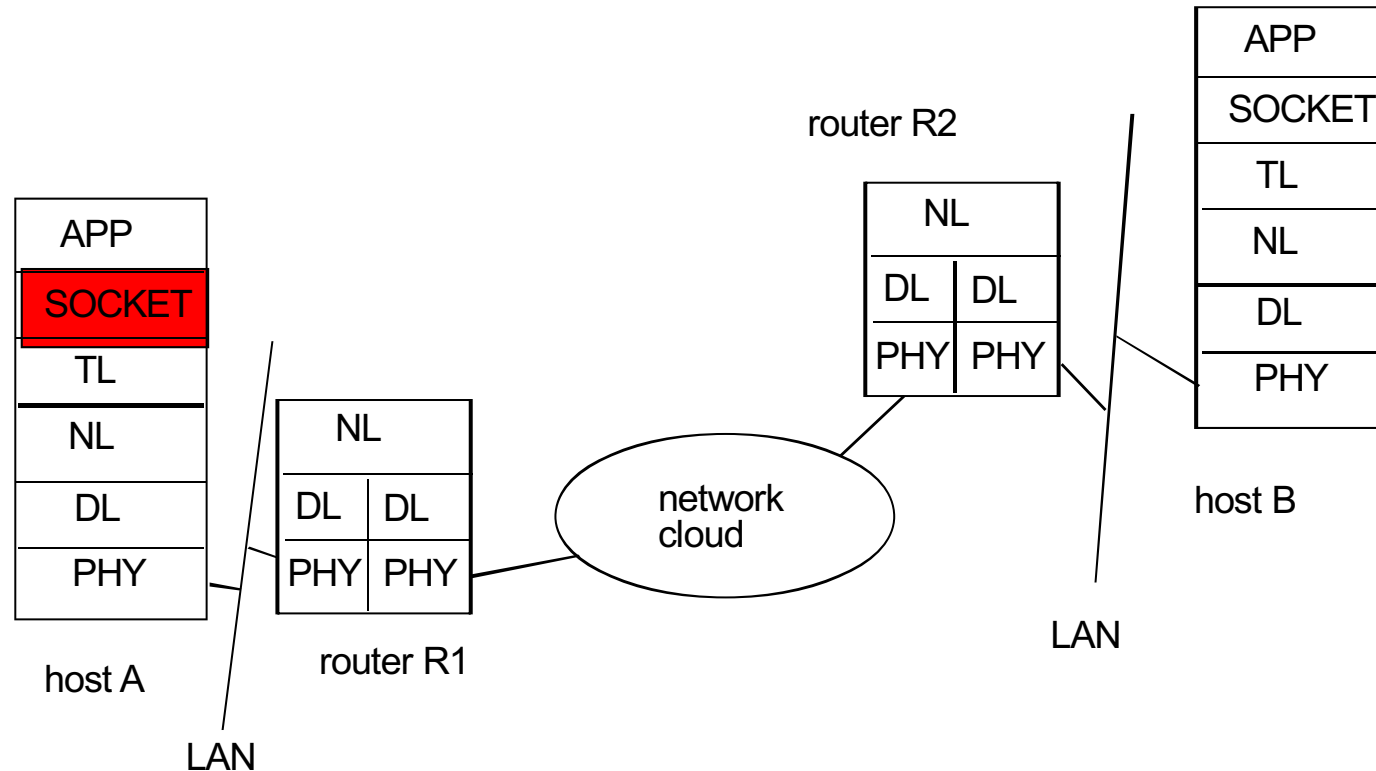 APP
SOCKET
TL
NL
DL
PHY
host A
LAN
NL
DL DL
PHY PHY
router R1
network
cloud
router R2
NL
DL DL
PHY PHY
LAN
APP
SOCKET
TL
NL
DL
PHY
host B